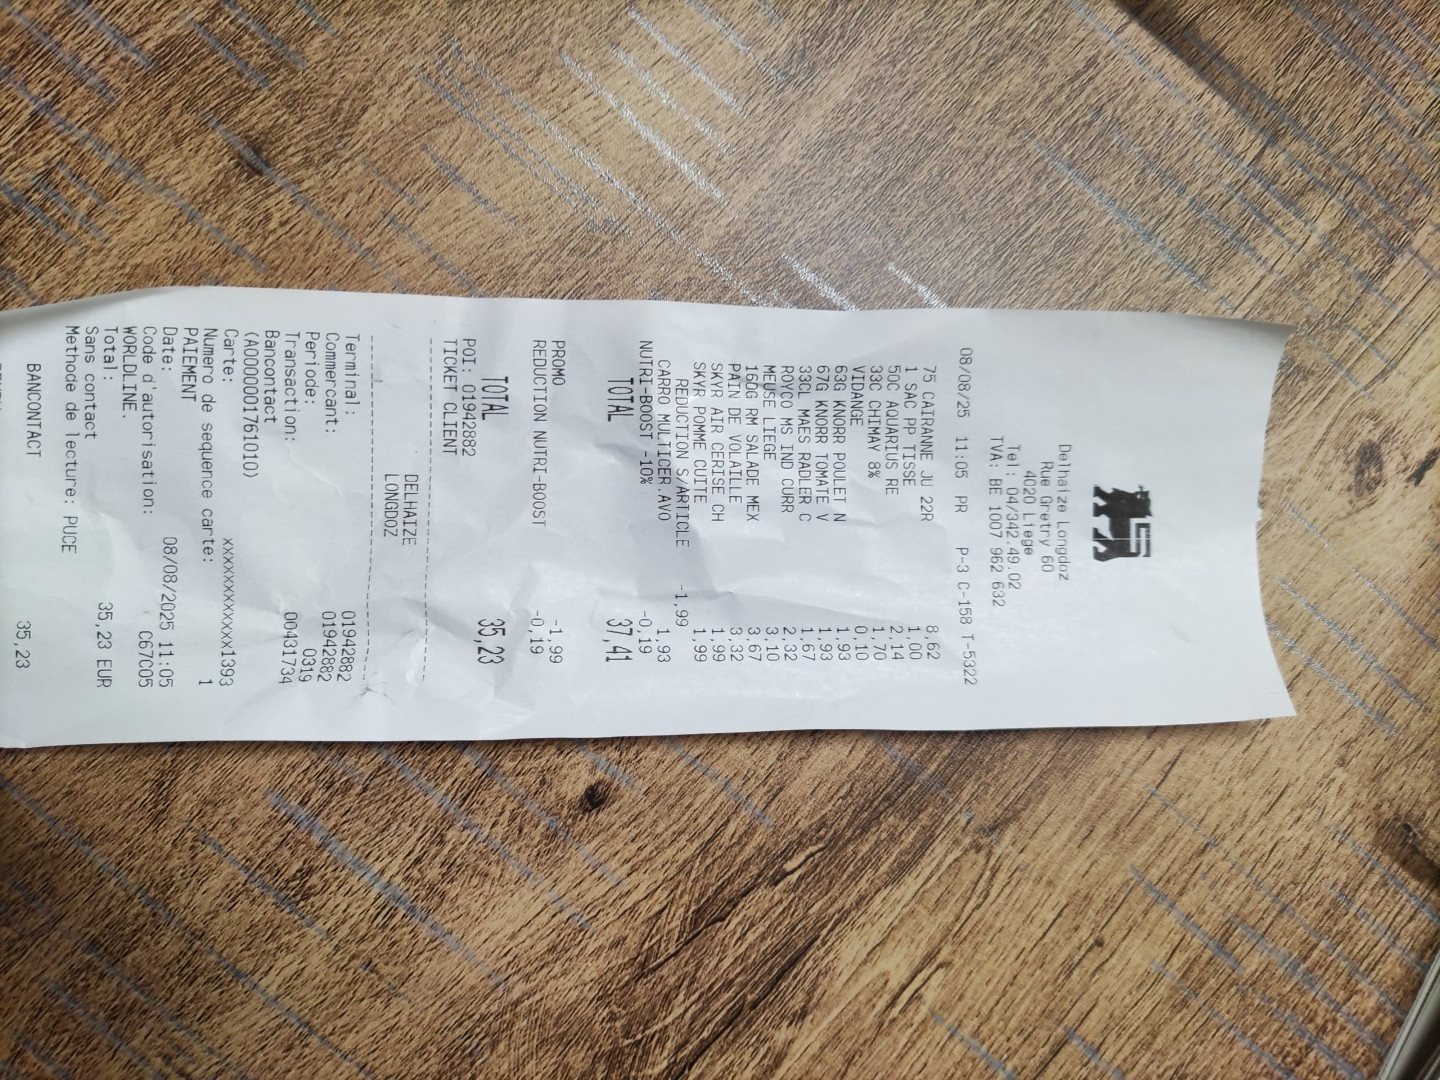 Delhaize Longdoz
Rue Gretry 60
4020 Liege
Tel: 04/342.49.02
TVA: BE 1007 962 632
08/08/25 11:05 PR P-3 C-158 T-5322
75 CAIRANNE JU 22R 8,62
1 SAC PP TISSE 1,00
50C AQUARIUS RE 2,14
33C CHIMAY 8% 1,70
VIDANGE 0,10
63G KNORR POULET N 1,93
67G KNORR TOMATE V 1,93
33CL MAES RADLER C 1,67
ROYCO MS IND CURR 2,32
MEUSE LIEGE 3,10
160G RM SALADE MEX 3,67
PAIN DE VOLAILLE 3,32
SKYR AIR CERISE CH 1,99
SKYR POMME CUITE 1,99
REDUCTION S/ARTICLE -1,99
CARRO MULTICER.AVO 1,93
NUTRI-BOOST -10% -0,19
TOTAL 37,41
PROMO -1,99
REDUCTION NUTRI-BOOST -0,19
TOTAL 35,23
POI: 01942882
TICKET CLIENT
DELHAIZE
LONGDOZ
Terminal: 01942882
Commercant: 01942882
Periode: 0319
Transaction: 00431734
Bancontact
(A0000001761010)
Carte: xxxxxxxxxxxxx1393
Numero de sequence carte: 1
PAIEMENT
Date: 08/08/2025 11:05
Code d'autorisation: C67C05
WORLDLINE.
Total: 35,23 EUR
Sans contact
Methode de lecture: PUCE
BANCONTACT 35,23